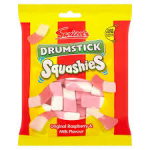 Swizzels
DRUMSTICK
Squashies
Original Raspberry &
Milk Flavour